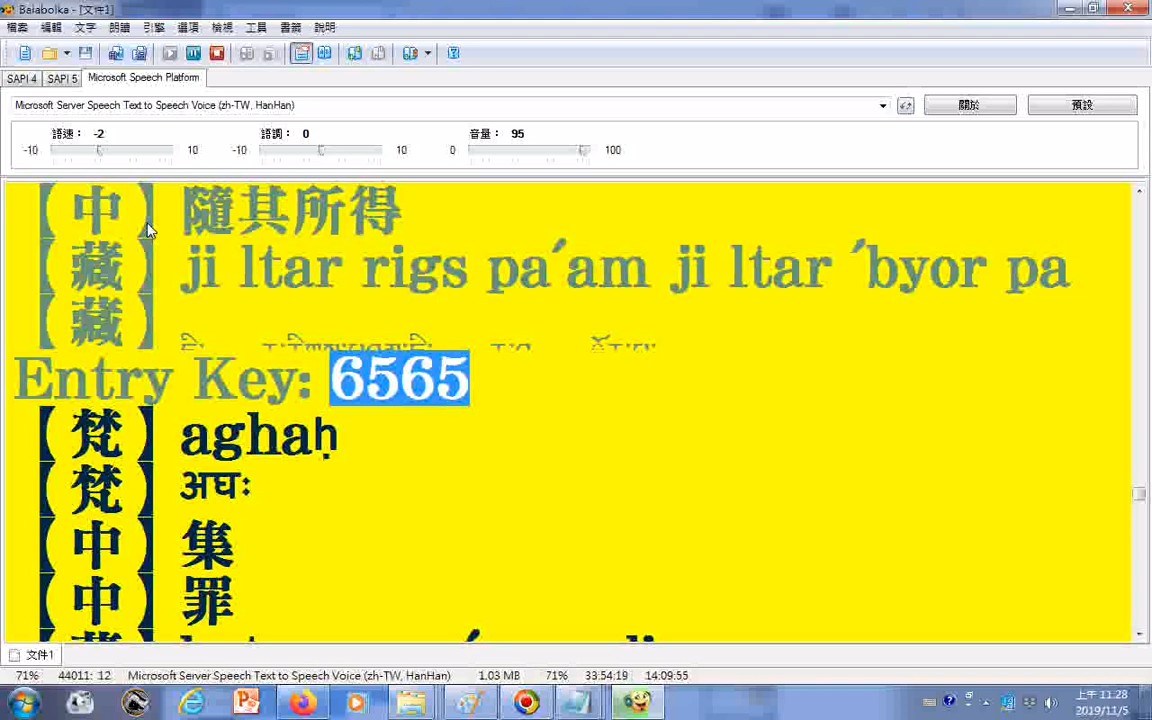 Balabolka - [文件1]
檔案 編輯 文字 朗讀 引擎 選項 檢視 工具 書籤 說明
SAPI 4 SAPI 5 Microsoft Speech Platform
Microsoft Server Speech Text to Speech Voice (zh-TW, HanHan) 關於 預設
語速： -2 語調： 0 音量： 95
-10 10 -10 10 0 100
【中】 隨其所得
【藏】 ji ltar rigs pa´am ji ltar ´byor pa
【藏】
Entry Key: 6565
【梵】 aghaḥ
【梵】 अघः
【中】 集
【中】 罪
文件1
71% 44011: 12 Microsoft Server Speech Text to Speech Voice (zh-TW, HanHan) 1.03 MB 71% 33:54:19 14:09:55
上午 11:28
2019/11/5